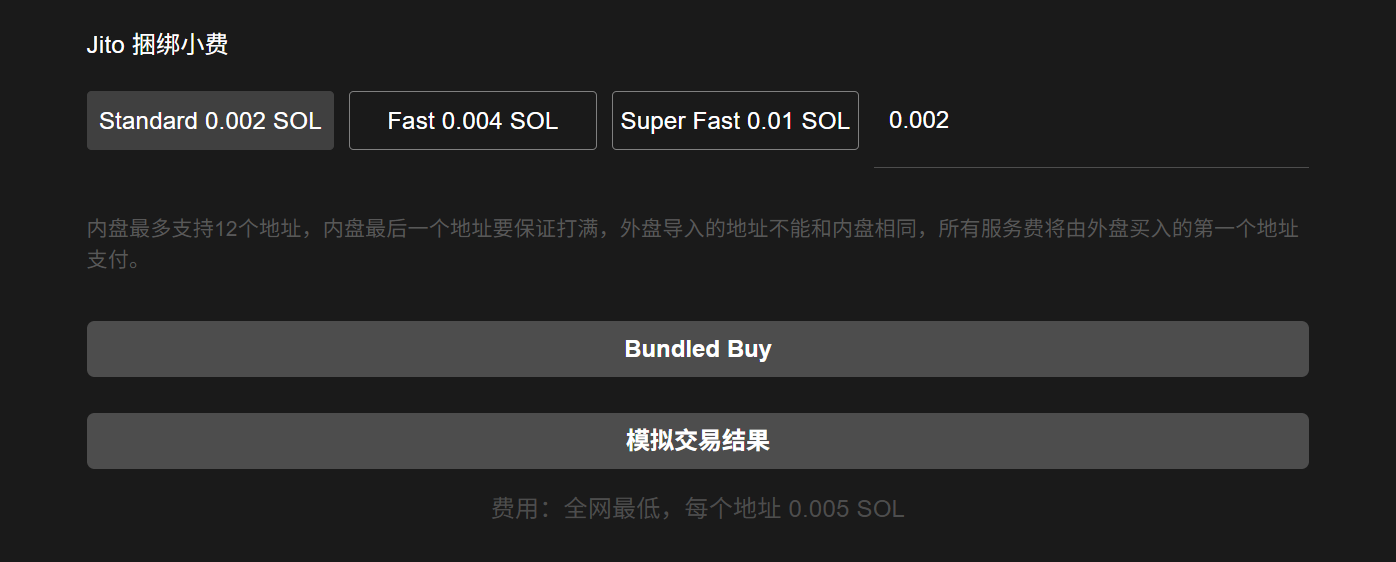 Jito 捆绑小费
Standard 0.002 SOL Fast 0.004 SOL Super Fast 0.01 SOL 0.002
内盘最多支持12个地址，内盘最后一个地址要保证打满，外盘导入的地址不能和内盘相同，所有服务费将由外盘买入的第一个地址
支付。
Bundled Buy
模拟交易结果
费用：全网最低，每个地址 0.005 SOL